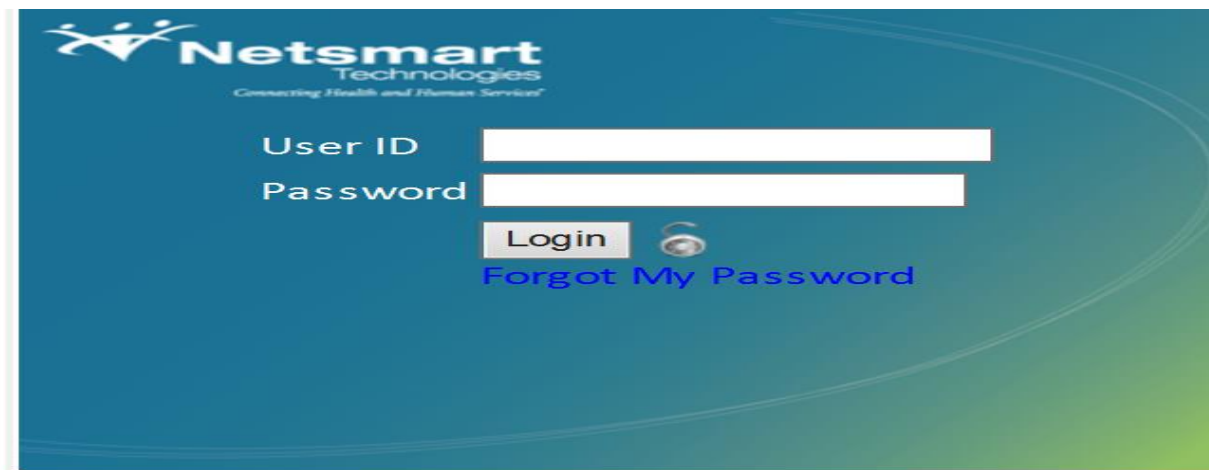 Netsmart
Technologies
Connecting Health and Human Services®
User ID
Password
Login
Forgot My Password